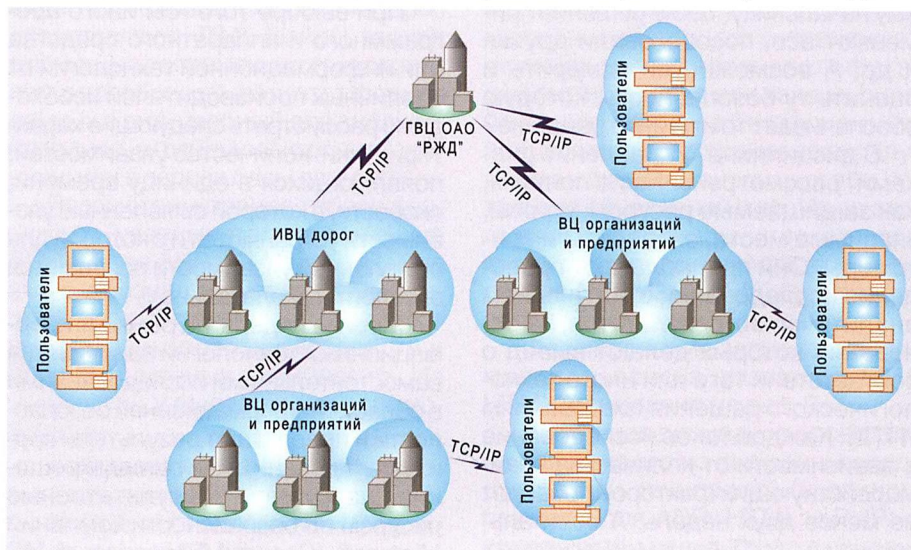 ГВЦ ОАО
"РЖД"
TCP/IP
Пользователи
TCP/IP
TCP/IP
ИВЦ дорог
ВЦ организаций
и предприятий
Пользователи
TCP/IP
TCP/IP
TCP/IP
Пользователи
ВЦ организаций
и предприятий
TCP/IP
Пользователи